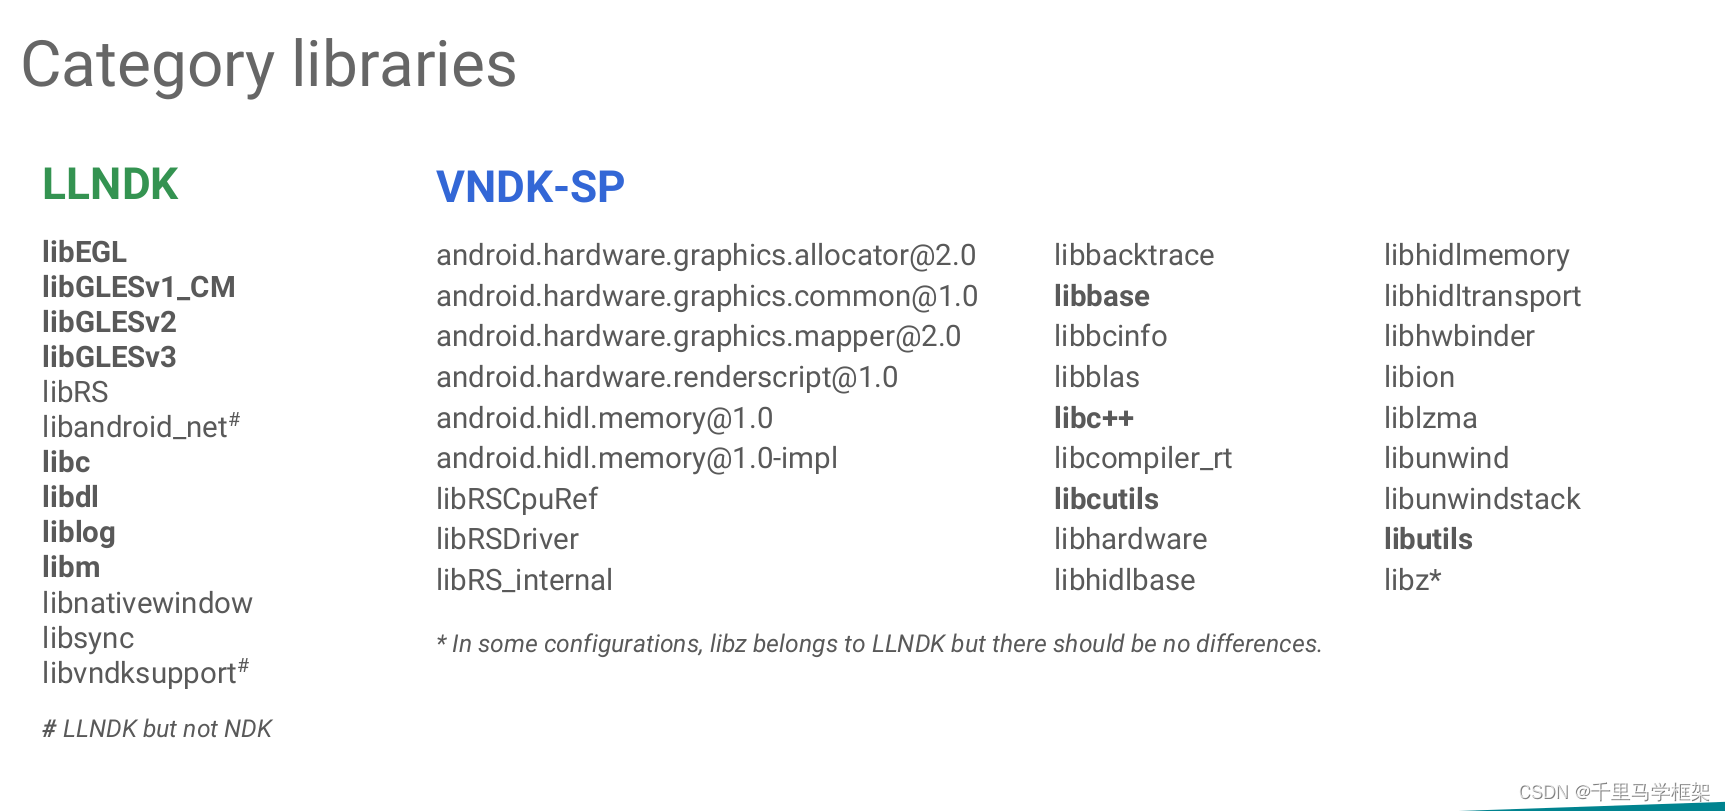 Category libraries
LLNDK
libEGL
libGLESv1_CM
libGLESv2
libGLESv3
libRS
libandroid_net#
libc
libdl
liblog
libm
libnativewindow
libsync
libvndksupport#
# LLNDK but not NDK
VNDK-SP
android.hardware.graphics.allocator@2.0
android.hardware.graphics.common@1.0
android.hardware.graphics.mapper@2.0
android.hardware.renderscript@1.0
android.hidl.memory@1.0
android.hidl.memory@1.0-impl
libRSCpuRef
libRSDriver
libRS_internal
libbacktrace
libbase
libbcinfo
libblas
libc++
libcompiler_rt
libcutils
libhardware
libhidlbase
libhidlmemory
libhidltransport
libhwbinder
libion
liblzma
libunwind
libunwindstack
libutils
libz*
* In some configurations, libz belongs to LLNDK but there should be no differences.
CSDN @千里马学框架